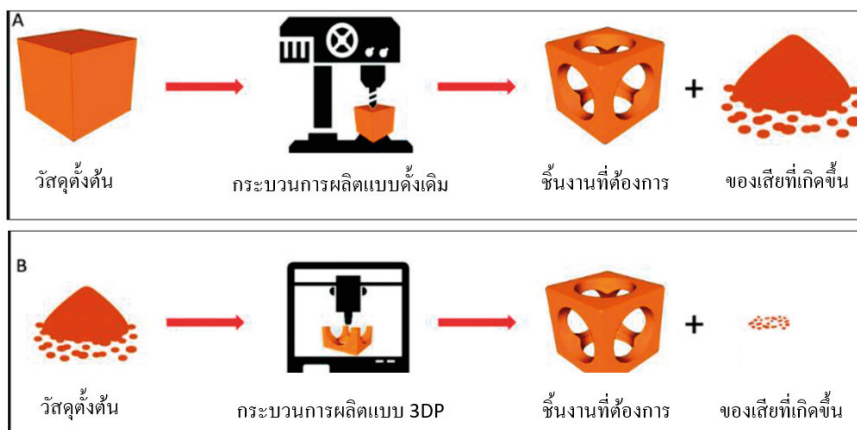 A
+
วัสดุตั้งต้น กระบวนการผลิตแบบดั้งเดิม ชิ้นงานที่ต้องการ ของเสียที่เกิดขึ้น
B
+
วัสดุตั้งต้น กระบวนการผลิตแบบ 3DP ชิ้นงานที่ต้องการ ของเสียที่เกิดขึ้น